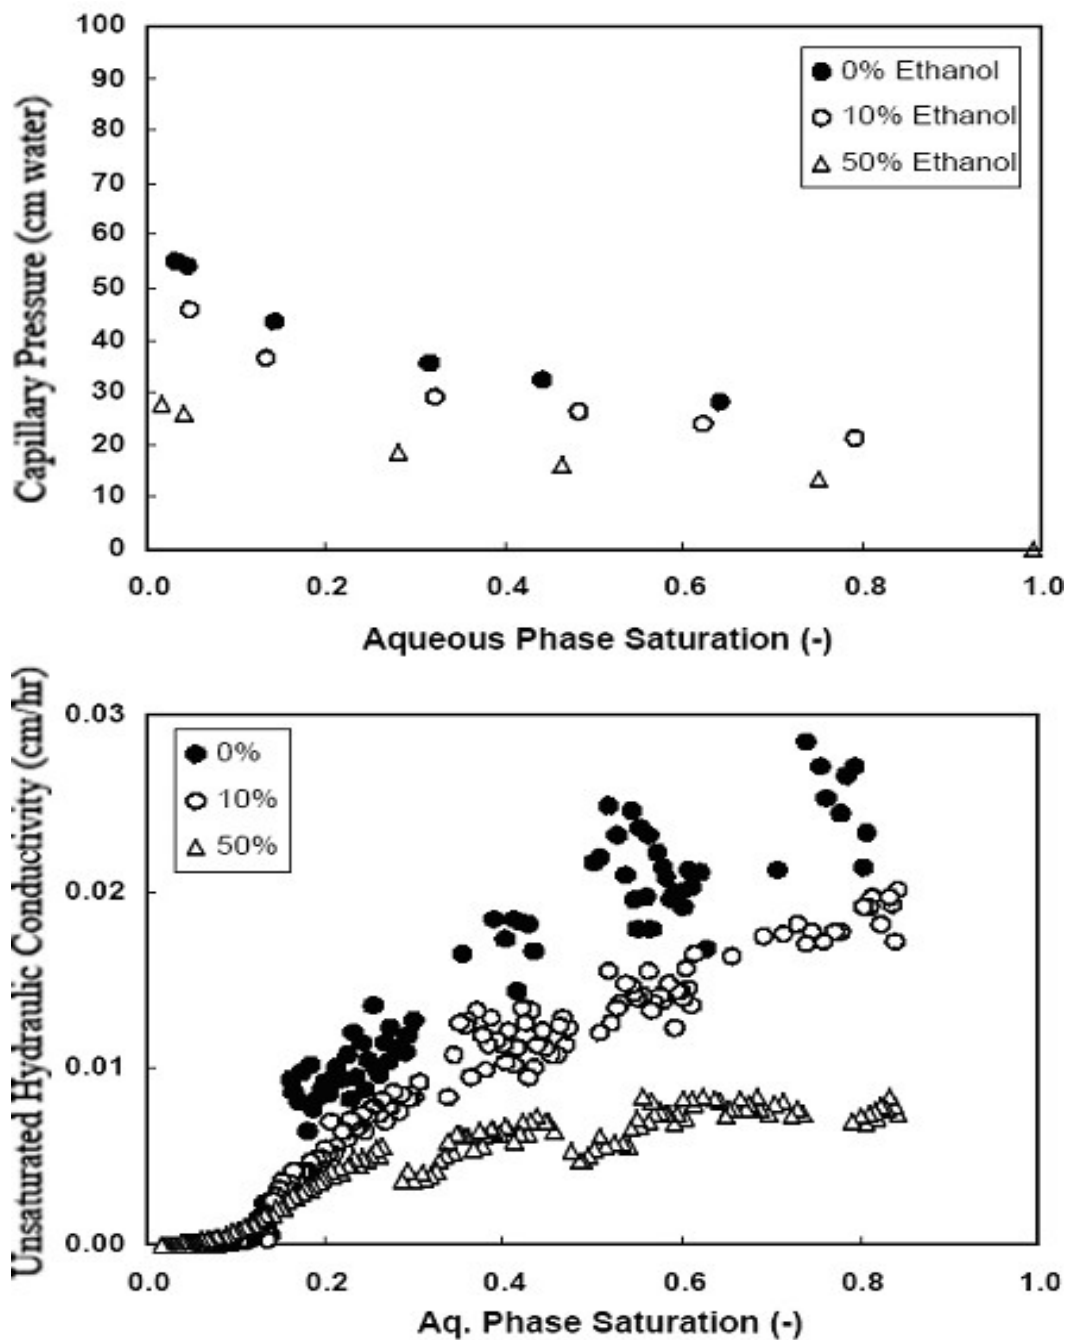 Capillary Pressure (cm water)
100
90
80
70
60
50
40
30
20
10
0
0% Ethanol
10% Ethanol
50% Ethanol
0.0 0.2 0.4 0.6 0.8 1.0
Aqueous Phase Saturation (-)
Unsaturated Hydraulic Conductivity (cm/hr)
0.03
0.02
0.01
0.00
0%
10%
50%
0.0 0.2 0.4 0.6 0.8 1.0
Aq. Phase Saturation (-)